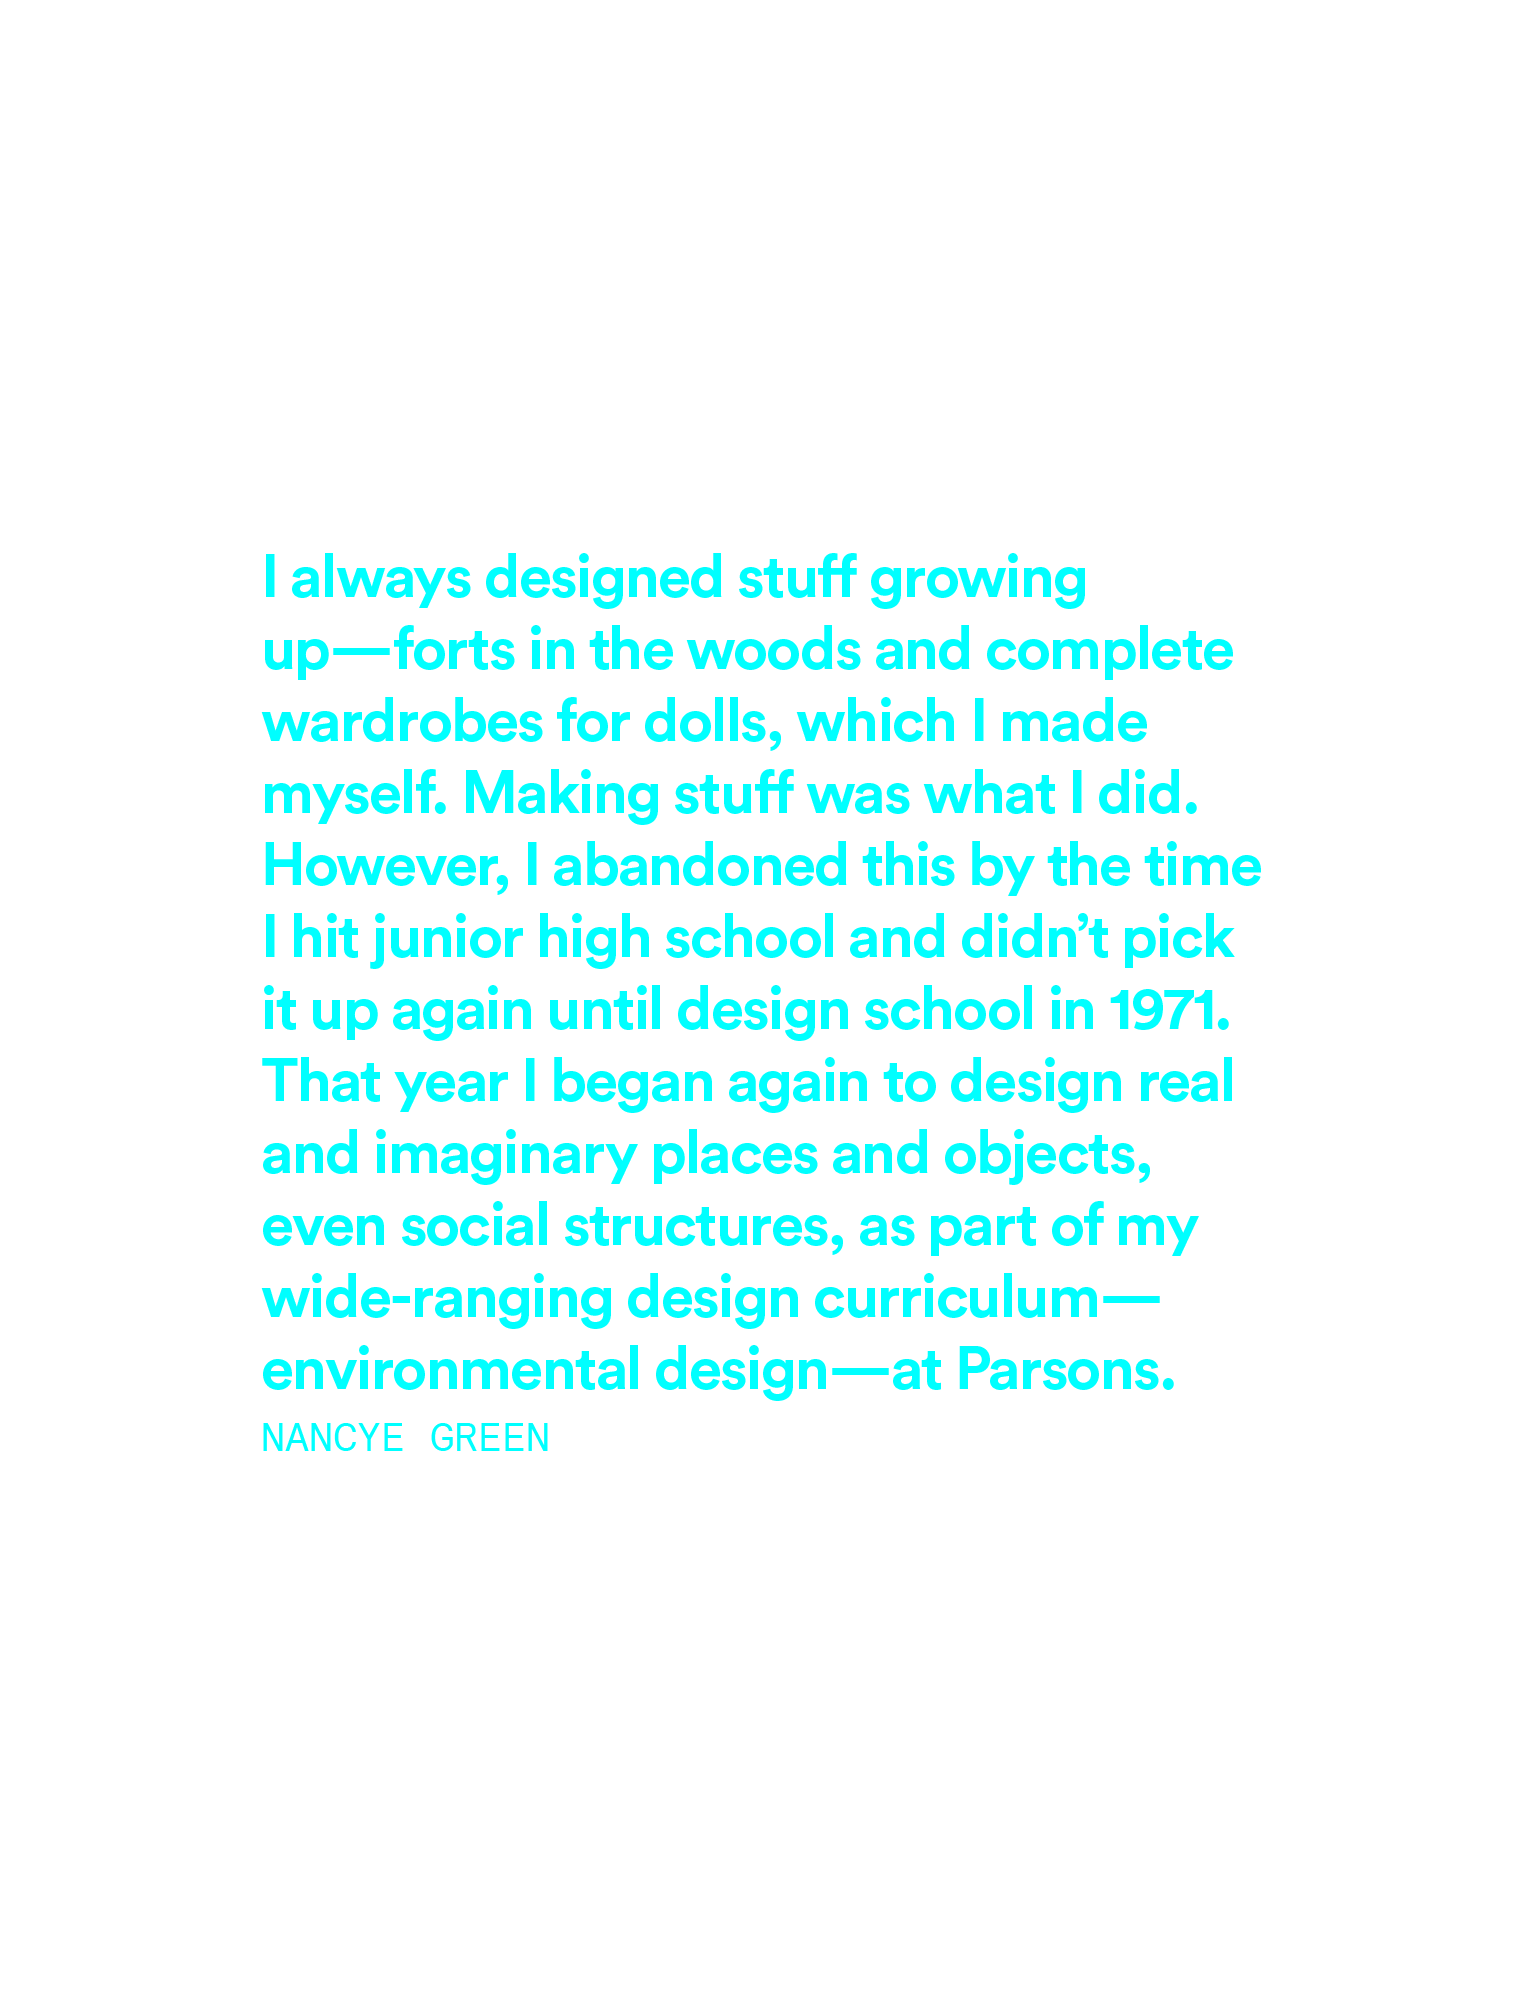 I always designed stuff growing
up—forts in the woods and complete
wardrobes for dolls, which I made
myself. Making stuff was what I did.
However, I abandoned this by the time
I hit junior high school and didn’t pick
it up again until design school in 1971.
That year I began again to design real
and imaginary places and objects,
even social structures, as part of my
wide-ranging design curriculum—
environmental design—at Parsons.
NANCYE GREEN